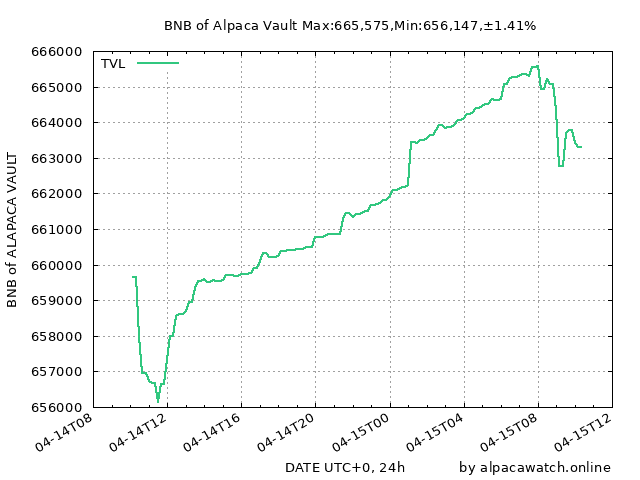 BNB of Alpaca Vault Max:665,575,Min:656,147,±1.41%
TVL
666000
665000
664000
663000
662000
661000
660000
659000
658000
657000
656000
BNB of ALAPACA VAULT
04-14T08
04-14T12
04-14T16
04-14T20
04-15T00
04-15T04
04-15T08
04-15T12
DATE UTC+0, 24h
by alpacawatch.online